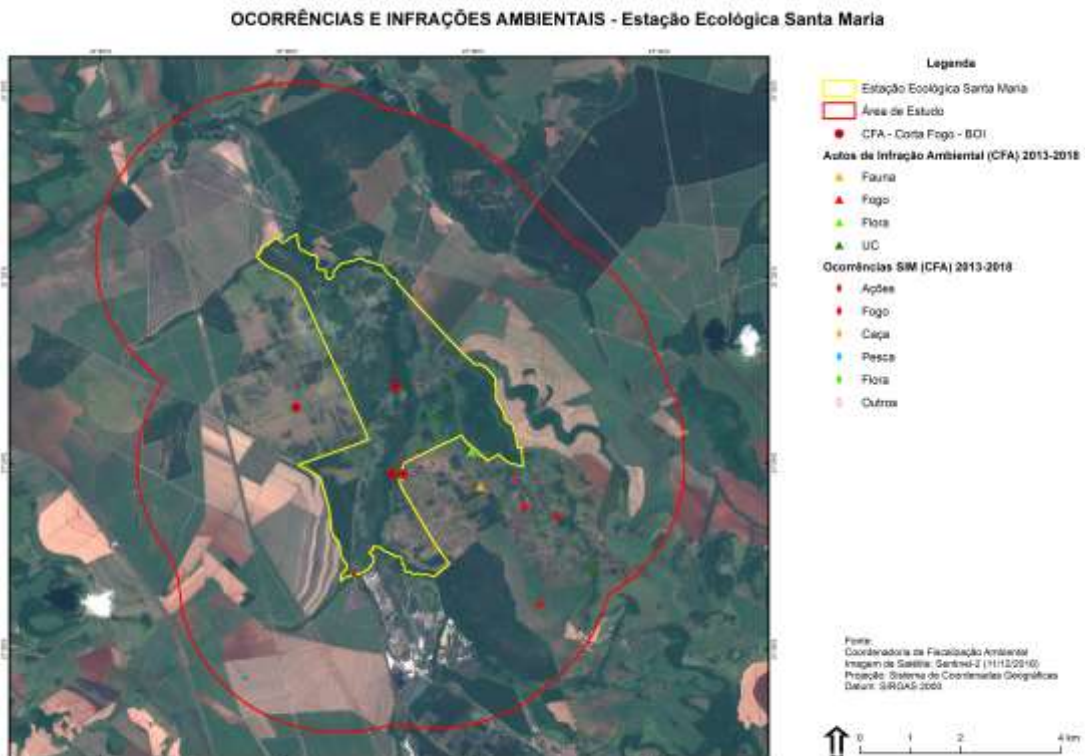 OCORRÊNCIAS E INFRAÇÕES AMBIENTAIS - Estação Ecológica Santa Maria
Legenda
Estação Ecológica Santa Maria
Área de Estudo
CFA - Corta Fogo - BOI
Autos de Infração Ambiental (CFA) 2013-2018
Fauna
Fogo
Flora
UC
Ocorrências SIM (CFA) 2013-2018
Ações
Fogo
Caça
Pesca
Flora
Outros
Fonte:
Coordenadoria de Fiscalização Ambiental
Imagem de Satélite: Sentinel-2 (11/12/2016)
Projeção: Sistema de Coordenadas Geográficas
Datum: SIRGAS 2000
0 1 2 4 km